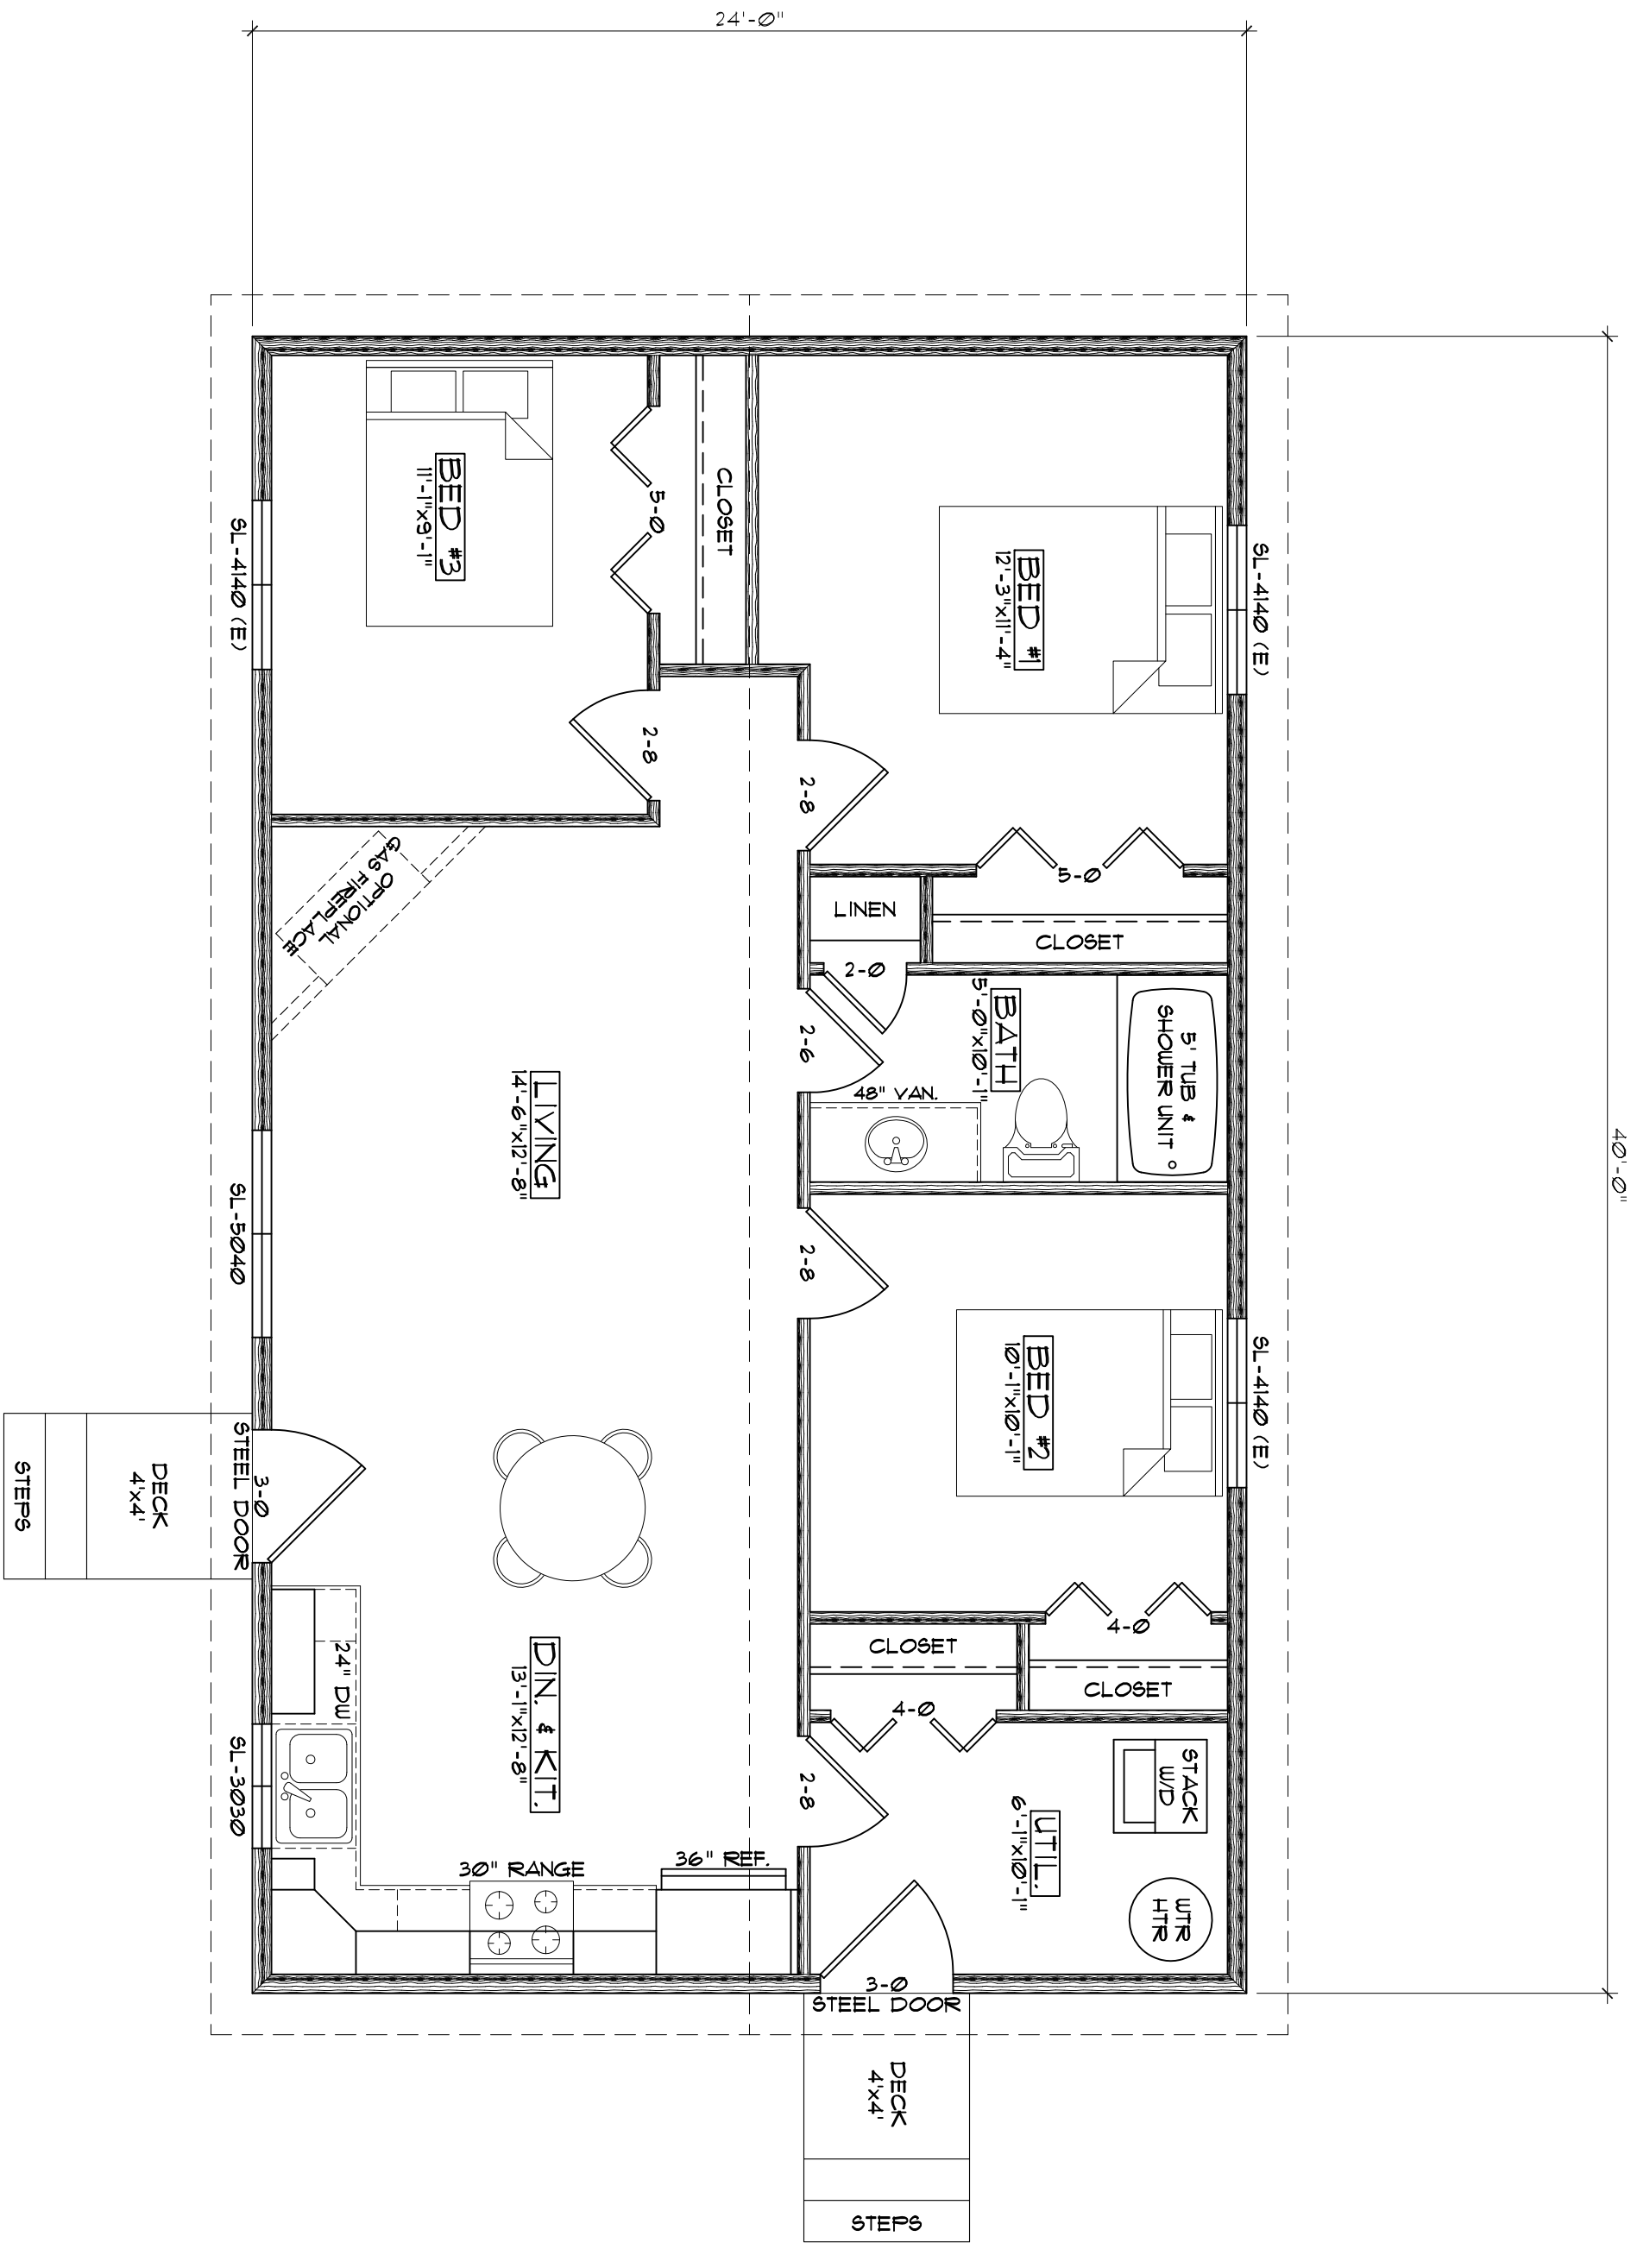 24'-0"
40'-0"
SL-4140 (E)
SL-4140 (E)
BED #1
12'-3"x11'-4"
CLOSET
5-0
BED #3
11'-1"x9'-1"
SL-4140 (E)
2-8
2-8
5-0
LINEN
CLOSET
2-0
OPTIONAL
GAS FIREPLACE
BATH
5'-0"x10'-1"
5' TUB &
SHOWER UNIT
2-6
48" VAN.
LIVING
14'-6"x12'-8"
SL-5040
2-8
BED #2
10'-1"x10'-1"
3-0
STEEL DOOR
DECK
4'x4'
STEPS
4-0
CLOSET
CLOSET
4-0
24" DW
DIN. & KIT.
13'-1"x12'-8"
SL-3030
2-8
STACK
W/D
UTIL.
6'-1"x10'-1"
WTR
HTR
30" RANGE
36" REF.
3-0
STEEL DOOR
DECK
4'x4'
STEPS